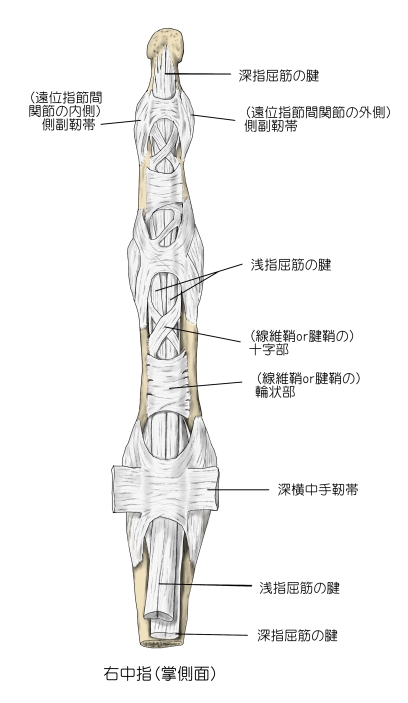 深指屈筋の腱
(遠位指節間
関節の内側)
側副靭帯
(遠位指節間関節の外側)
側副靭帯
浅指屈筋の腱
(線維鞘or腱鞘の)
十字部
(線維鞘or腱鞘の)
輪状部
深横中手靭帯
浅指屈筋の腱
深指屈筋の腱
右中指(掌側面)